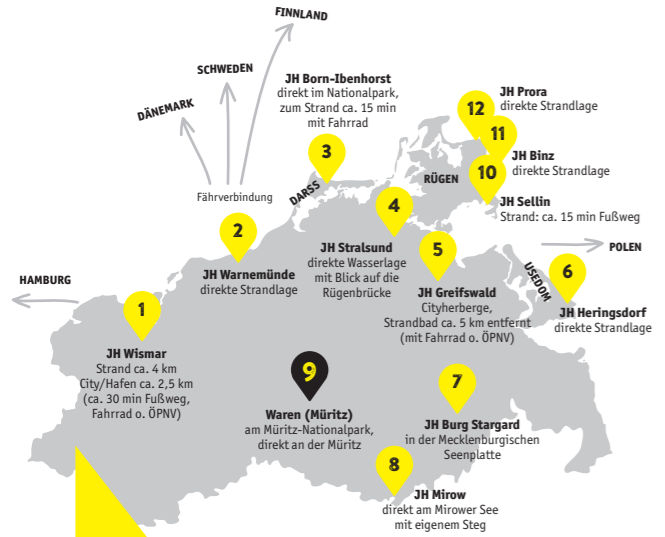 FINNLAND
SCHWEDEN
DÄNEMARK
Fährverbindung
HAMBURG
POLEN
DARSS
RÜGEN
USEDOM
1
JH Wismar
Strand ca. 4 km
City/Hafen ca. 2,5 km
(ca. 30 min Fußweg,
Fahrrad o. ÖPNV)
2
JH Warnemünde
direkte Strandlage
JH Born-Ibenhorst
direkt im Nationalpark,
zum Strand ca. 15 min
mit Fahrrad
3
4
JH Stralsund
direkte Wasserlage
mit Blick auf die
Rügenbrücke
5
JH Greifswald
Cityherberge,
Strandbad ca. 5 km entfernt
(mit Fahrrad o. ÖPNV)
6
JH Heringsdorf
direkte Strandlage
7
JH Burg Stargard
in der Mecklenburgischen
Seenplatte
8
JH Mirow
direkt am Mirower See
mit eigenem Steg
9
Waren (Müritz)
am Müritz-Nationalpark,
direkt an der Müritz
10
JH Sellin
Strand: ca. 15 min Fußweg
11
JH Binz
direkte Strandlage
12
JH Prora
direkte Strandlage